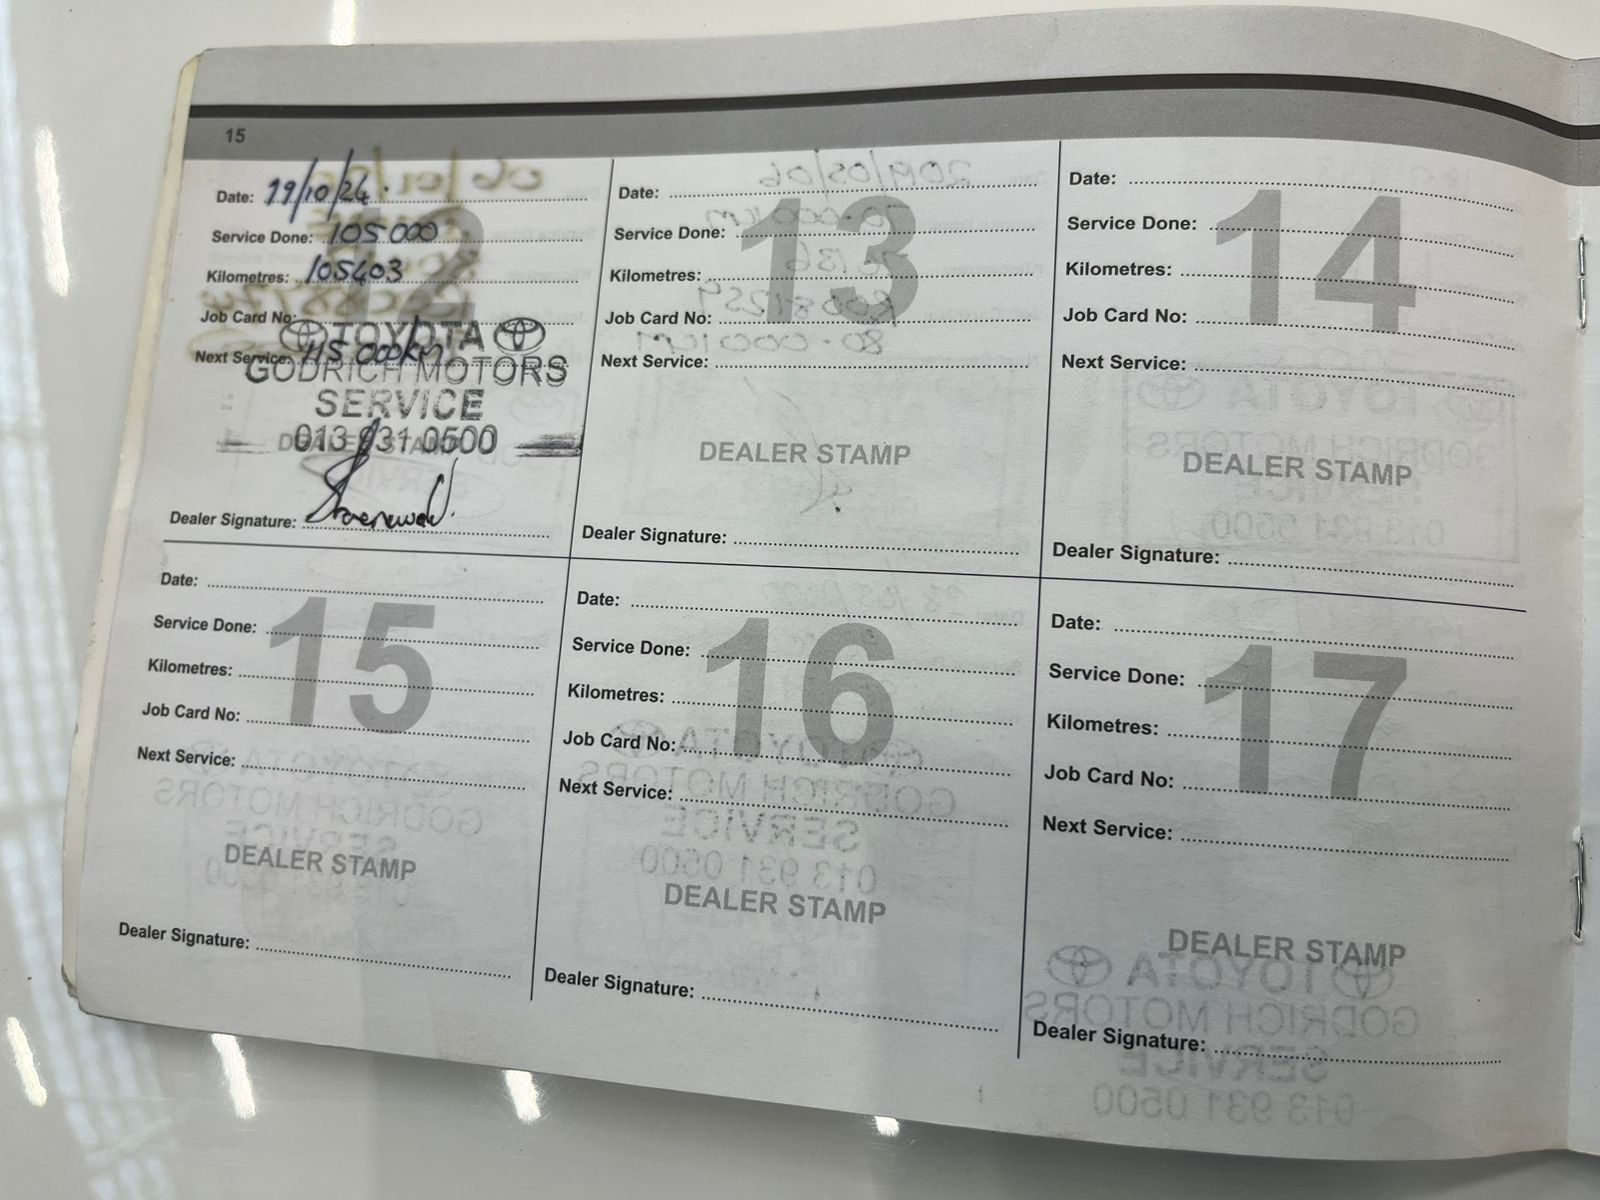 15
Date: 19/10/24.
Service Done: 105 000
Kilometres: 105403
Job Card No:
Next Service: 115 000km
12
TOYOTA
GODRICH MOTORS
SERVICE
013 931 0500
DEALER STAMP
Dealer Signature:
Date:
Service Done:
Kilometres:
Job Card No:
Next Service:
13
DEALER STAMP
Dealer Signature:
Date:
Service Done:
Kilometres:
Job Card No:
Next Service:
14
DEALER STAMP
Dealer Signature:
Date:
Service Done:
Kilometres:
Job Card No:
Next Service:
15
DEALER STAMP
Dealer Signature:
Date:
Service Done:
Kilometres:
Job Card No:
Next Service:
16
DEALER STAMP
Dealer Signature:
Date:
Service Done:
Kilometres:
Job Card No:
Next Service:
17
DEALER STAMP
Dealer Signature: